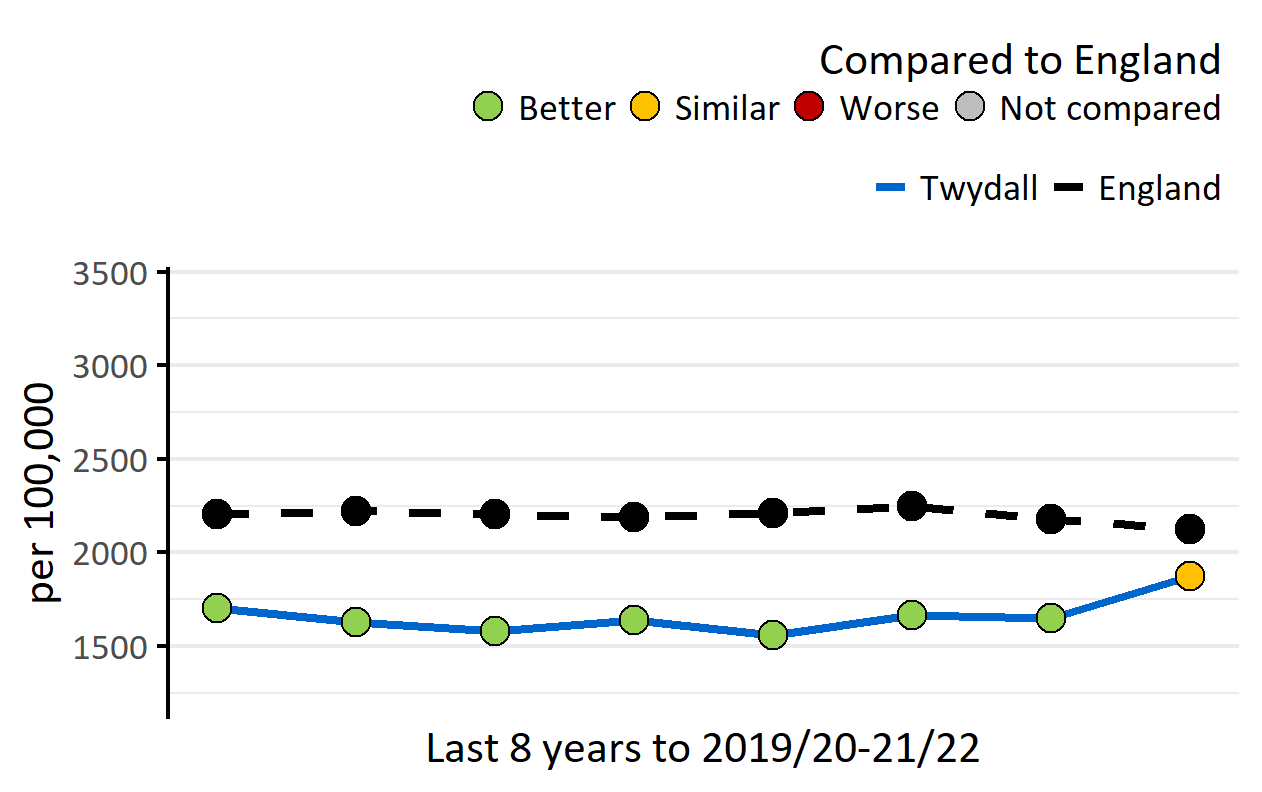 Compared to England
Better Similar Worse Not compared
Twydall England
3500
3000
2500
2000
1500
per 100,000
Last 8 years to 2019/20-21/22